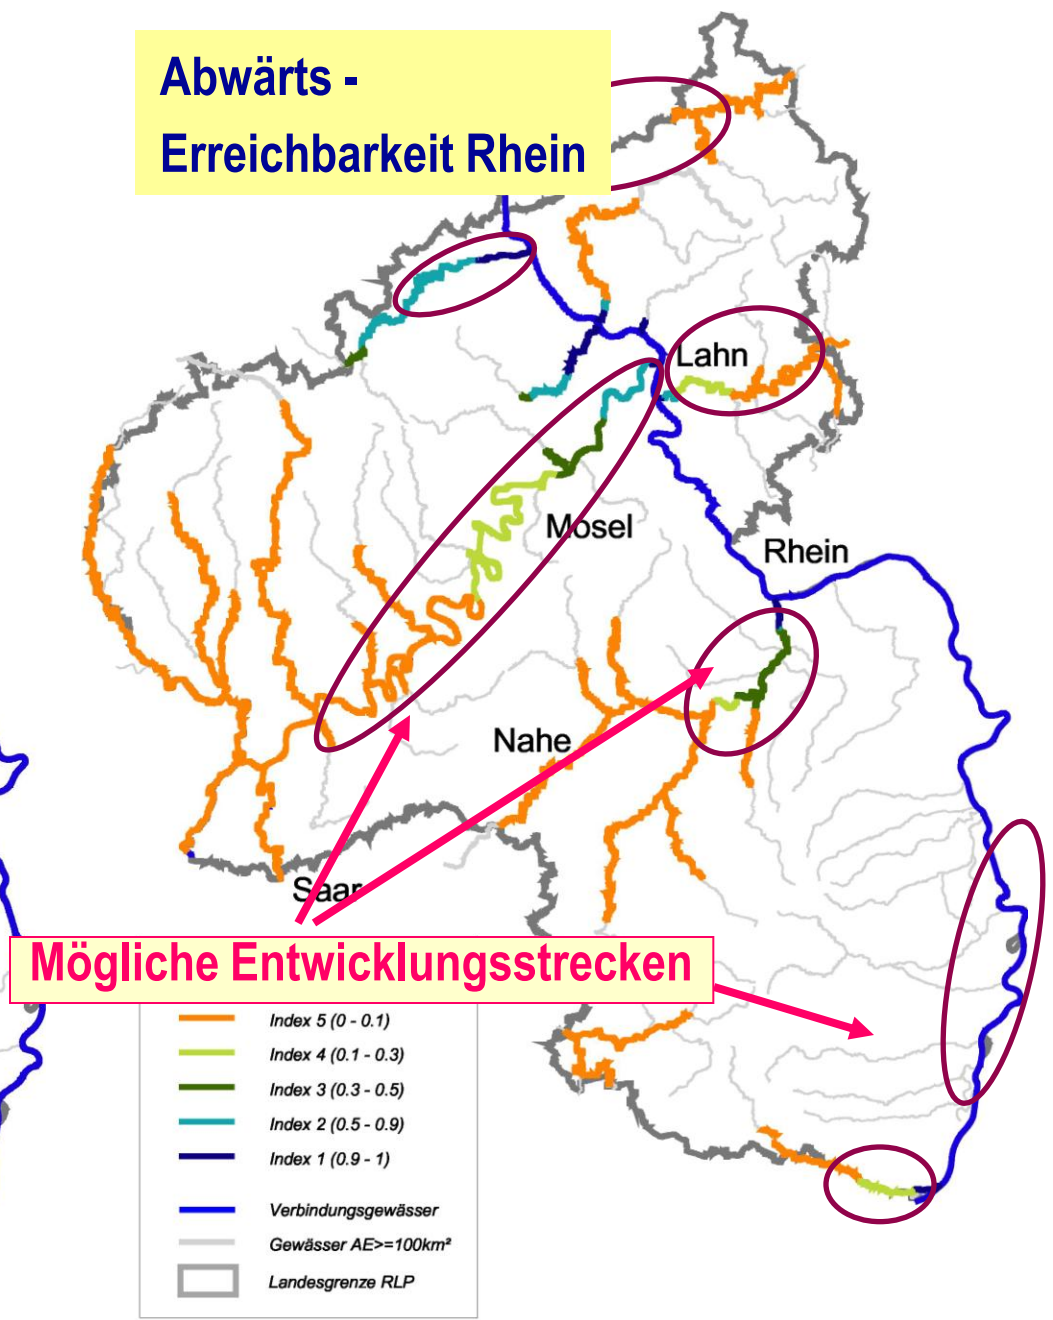 Abwärts -
Erreichbarkeit Rhein
Lahn
Mosel
Rhein
Nahe
Saar
Mögliche Entwicklungsstrecken
Index 5 (0 - 0.1)
Index 4 (0.1 - 0.3)
Index 3 (0.3 - 0.5)
Index 2 (0.5 - 0.9)
Index 1 (0.9 - 1)
Verbindungsgewässer
Gewässer AE>=100km²
Landesgrenze RLP